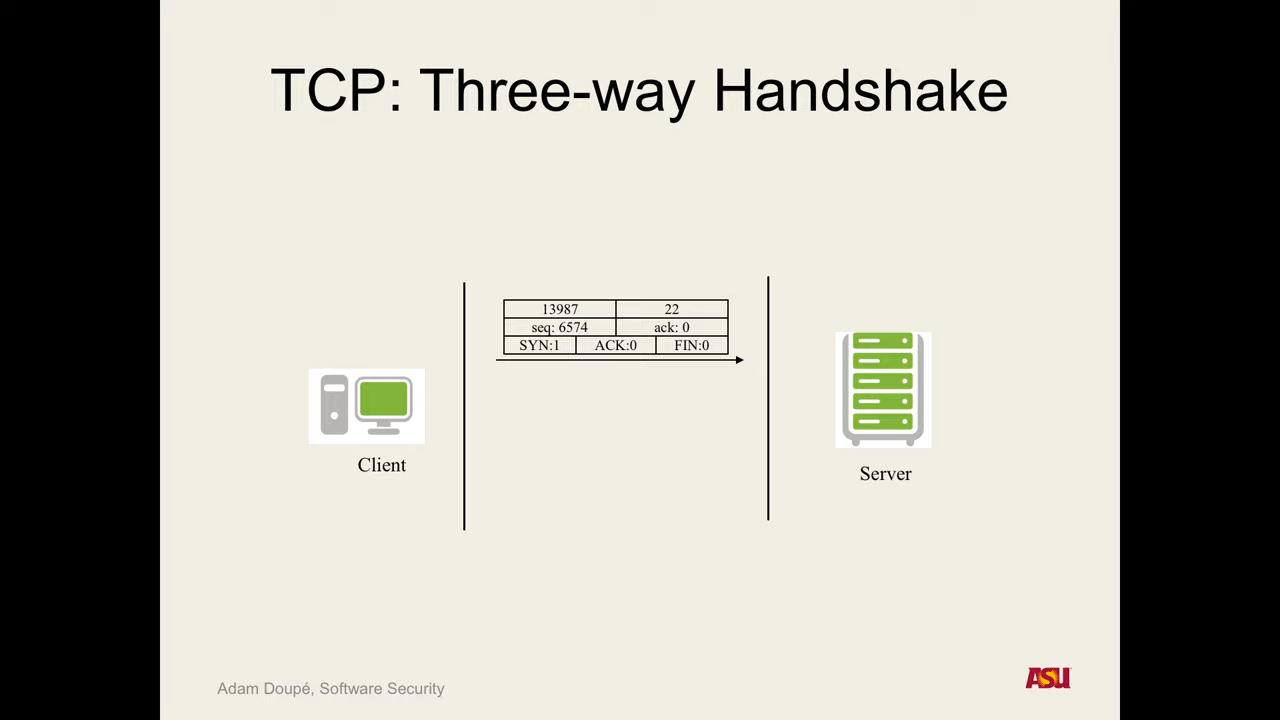 TCP: Three-way Handshake
13987 22
seq: 6574 ack: 0
SYN:1 ACK:0 FIN:0
Client
Server
Adam Doupé, Software Security
ASU